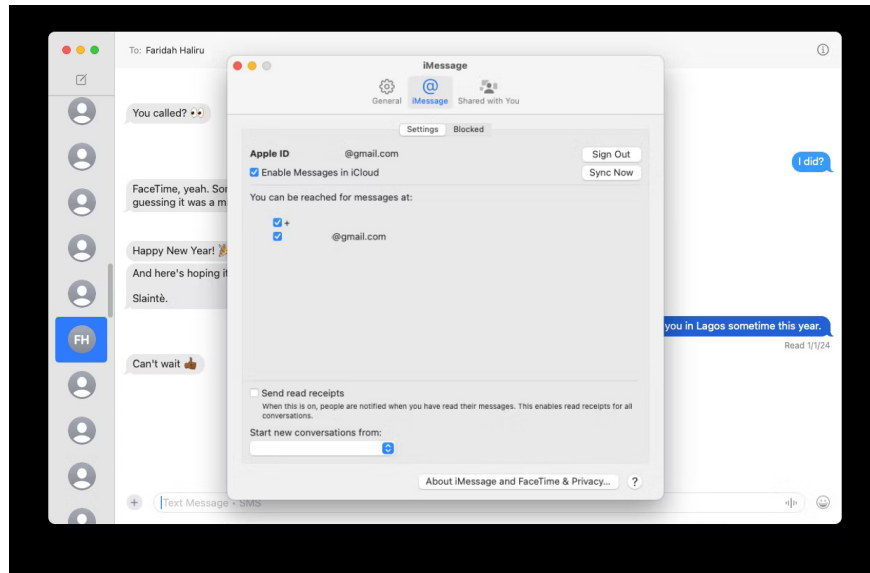 To: Faridah Haliru
You called? 👀
I did?
FaceTime, yeah. Sor
guessing it was a m
Happy New Year! 🎉
And here's hoping it
Slaintè.
FH
you in Lagos sometime this year.
Read 1/1/24
Can't wait 👍🏾
Text Message • SMS
iMessage
General
iMessage
Shared with You
Settings
Blocked
Apple ID
@gmail.com
Sign Out
Enable Messages in iCloud
Sync Now
You can be reached for messages at:
+
@gmail.com
Send read receipts
When this is on, people are notified when you have read their messages. This enables read receipts for all
conversations.
Start new conversations from:
About iMessage and FaceTime & Privacy...
?